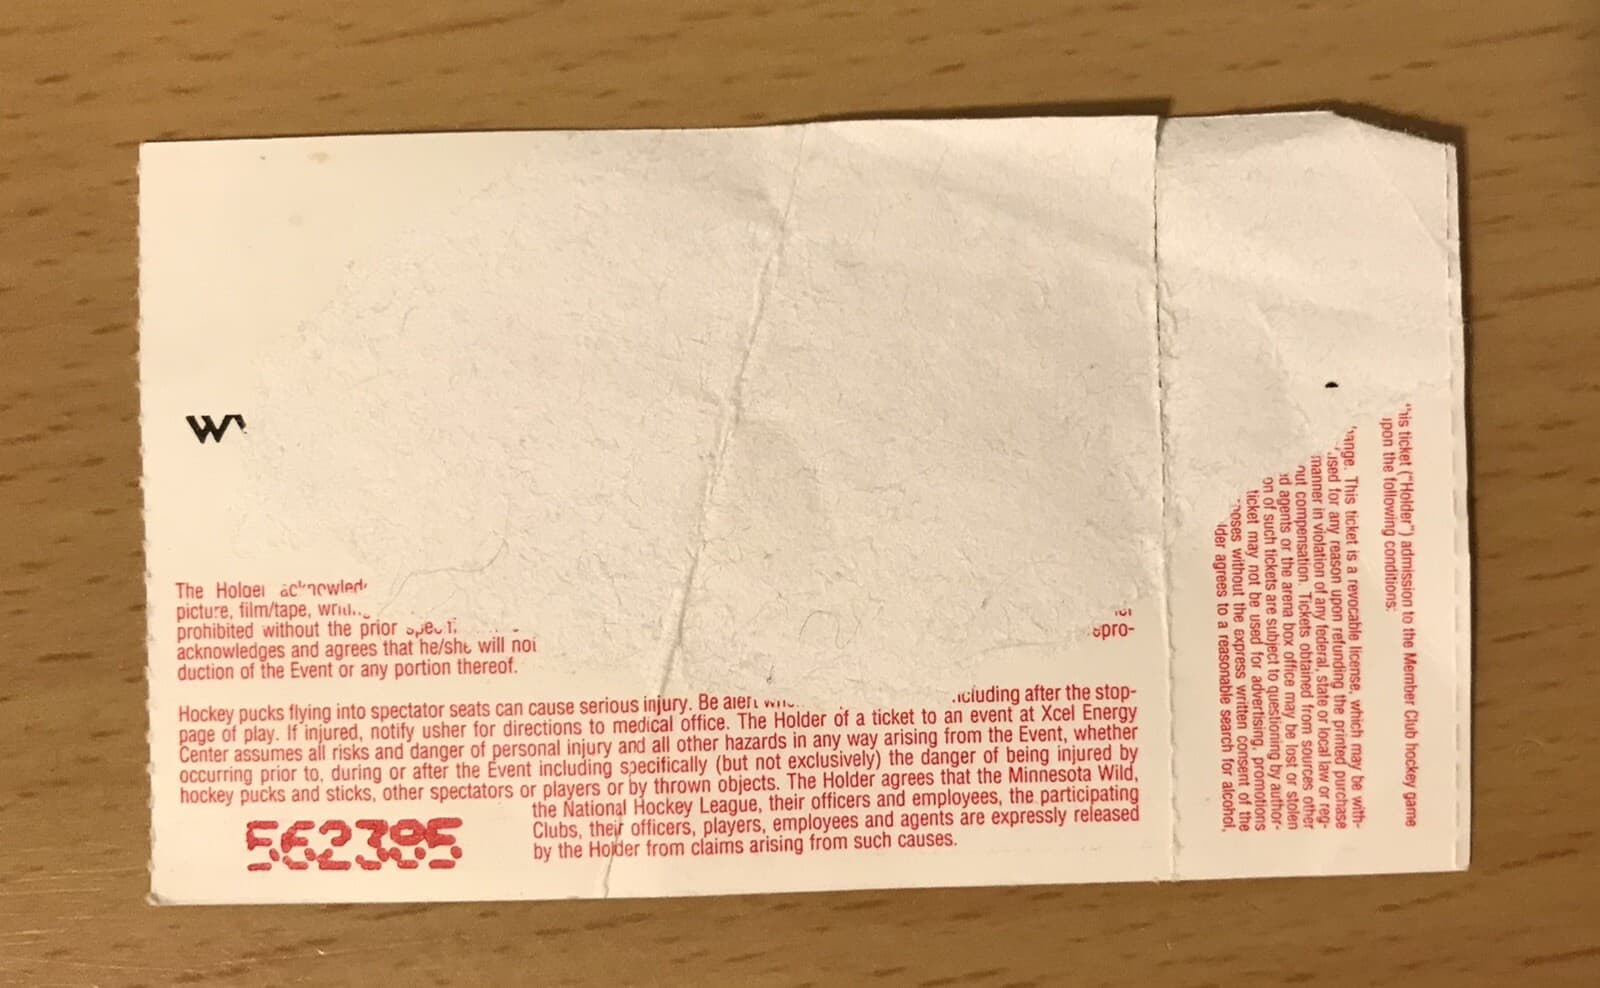 W
The Holder
picture, film/tape,
prohibited without the prior
acknowledges and agrees that he/she will not
duction of the Event or any portion thereof.
Hockey pucks flying into spectator seats can cause serious injury. Be alert
page of play. If injured, notify usher for directions to medical office. The Holder of a ticket to an event at Xcel Energy
Center assumes all risks and danger of personal injury and all other hazards in any way arising from the Event, whether
occurring prior to, during or after the Event including specifically (but not exclusively) the danger of being injured by
hockey pucks and sticks, other spectators or players or by thrown objects. The Holder agrees that the Minnesota Wild,
the National Hockey League, their officers and employees, the participating
Clubs, their officers, players, employees and agents are expressly released
by the Holder from claims arising from such causes.
562385
pro-
including after the stop-
his ticket ("Holder") admission to the Member Club hockey game
upon the following conditions:
ange. This ticket is a revocable license, which may be with-
used for any reason upon refunding the printed purchase
manner in violation of any federal, state or local law or reg-
out compensation. Tickets obtained from sources other
d agents or the arena box office may be lost or stolen
on of such tickets are subject to questioning by author-
ticket may not be used for advertising, promotions
poses without the express written consent of the
lder agrees to a reasonable search for alcohol,